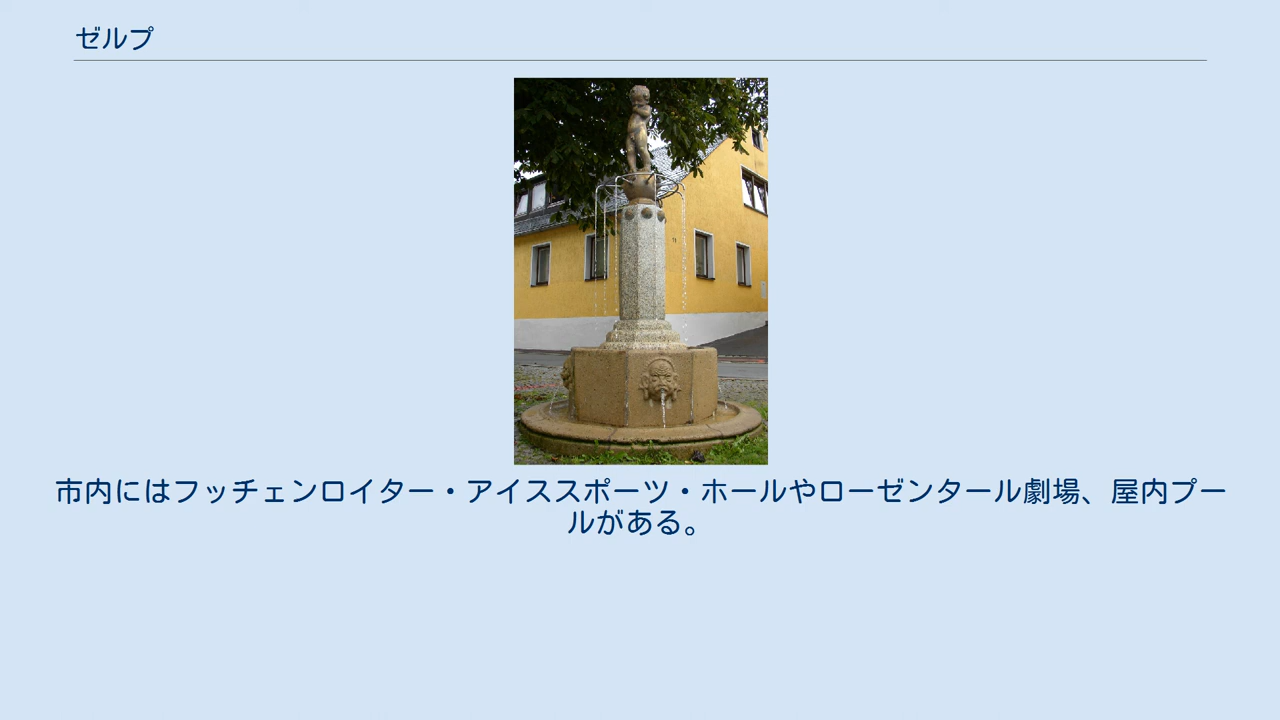 ゼルプ
市内にはフッチェンロイター・アイススポーツ・ホールやローゼンタール劇場、屋内プー
ルがある。